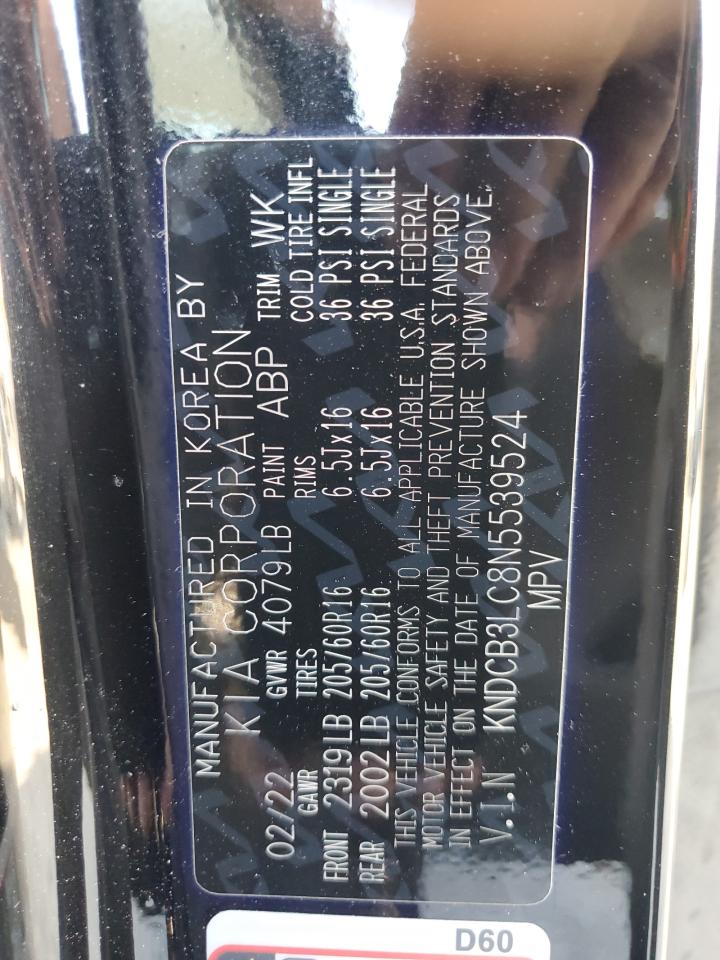 MANUFACTURED IN KOREA BY
KIA CORPORATION
02/22 GVWR 4079LB PAINT ABP TRIM WK
GAWR TIRES RIMS COLD TIRE INFL
FRONT 2319LB 205/60R16 6.5Jx16 36 PSI SINGLE
REAR 2002LB 205/60R16 6.5Jx16 36 PSI SINGLE
THIS VEHICLE CONFORMS TO ALL APPLICABLE U.S.A. FEDERAL
MOTOR VEHICLE SAFETY AND THEFT PREVENTION STANDARDS
IN EFFECT ON THE DATE OF MANUFACTURE SHOWN ABOVE.
V.I.N KNDCB3LC8N5539524
MPV
D60